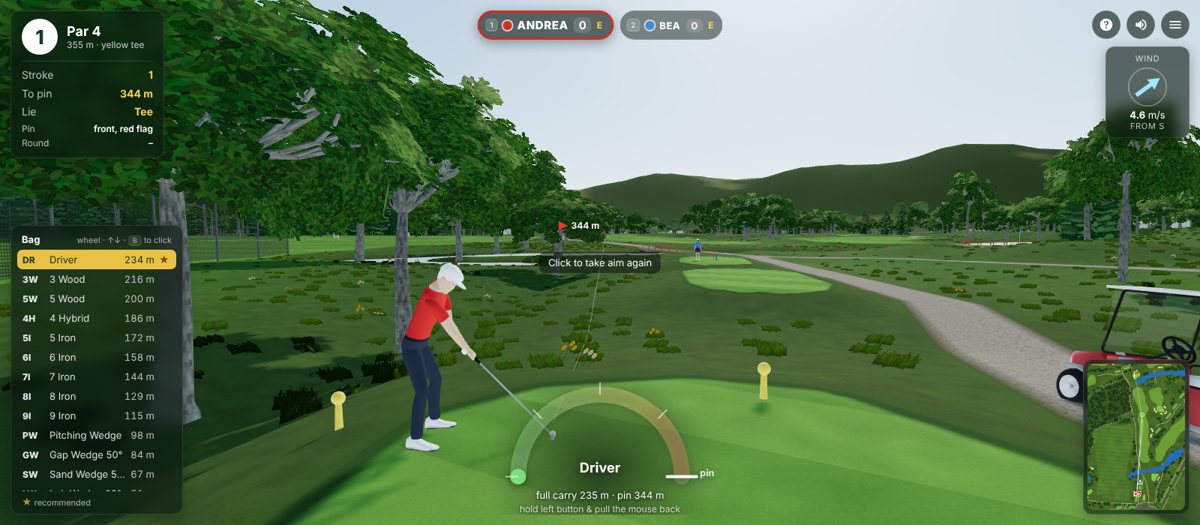 1
Par 4
355 m · yellow tee
Stroke 1
To pin 344 m
Lie Tee
Pin front, red flag
Round –
1 ANDREA 0 E
2 BEA 0 E
?
WIND
4.6 m/s
FROM S
Bag wheel · ↑↓ · B to click
DR Driver 234 m ★
3W 3 Wood 216 m
5W 5 Wood 200 m
4H 4 Hybrid 186 m
5I 5 Iron 172 m
6I 6 Iron 158 m
7I 7 Iron 144 m
8I 8 Iron 129 m
9I 9 Iron 115 m
PW Pitching Wedge 98 m
GW Gap Wedge 50° 84 m
SW Sand Wedge 5... 67 m
★ recommended
344 m
Click to take aim again
Driver
pin
full carry 235 m · pin 344 m
hold left button & pull the mouse back